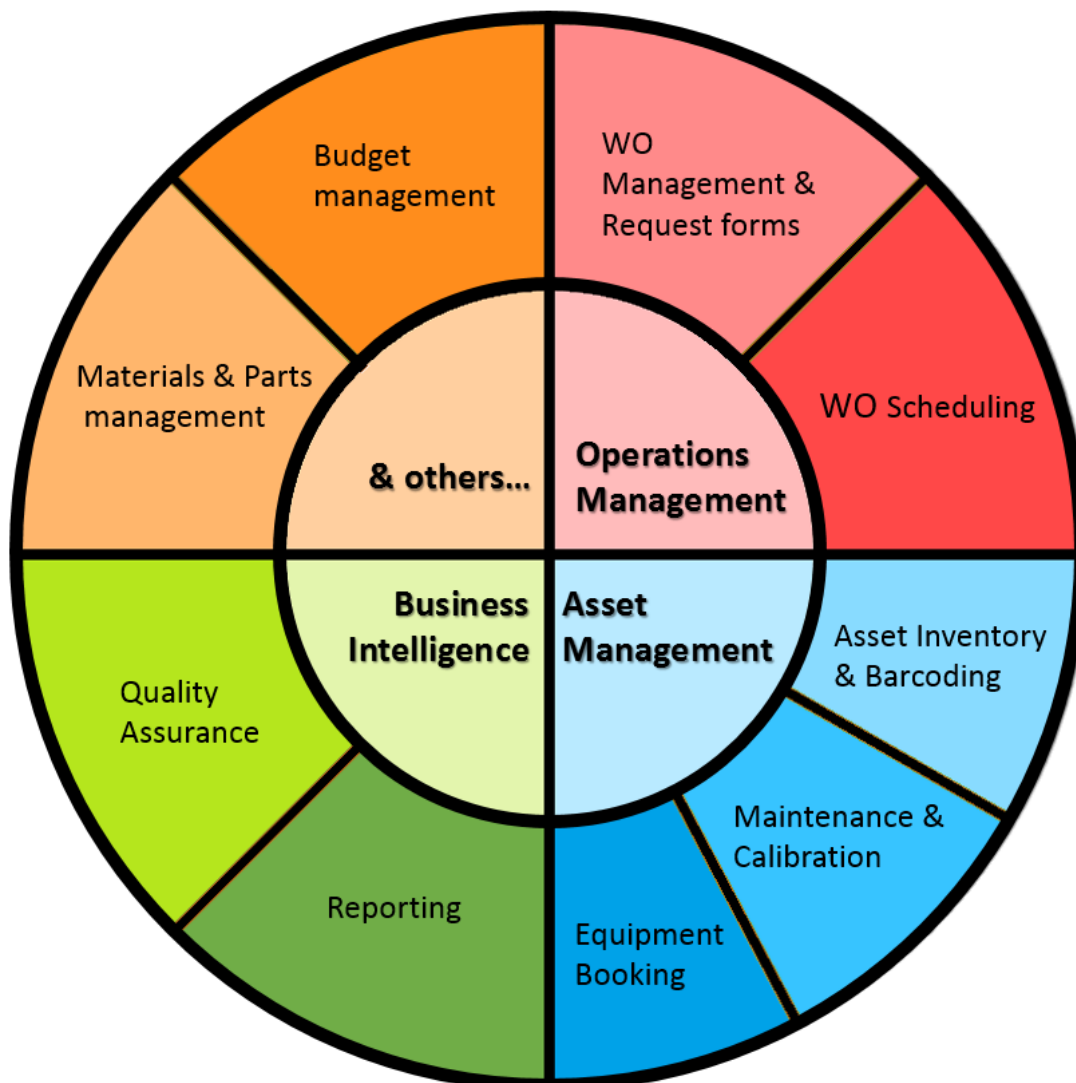 Budget
management
WO
Management &
Request forms
Materials & Parts
management
WO Scheduling
& others...
Operations
Management
Business
Intelligence
Asset
Management
Asset Inventory
& Barcoding
Quality
Assurance
Maintenance &
Calibration
Reporting
Equipment
Booking